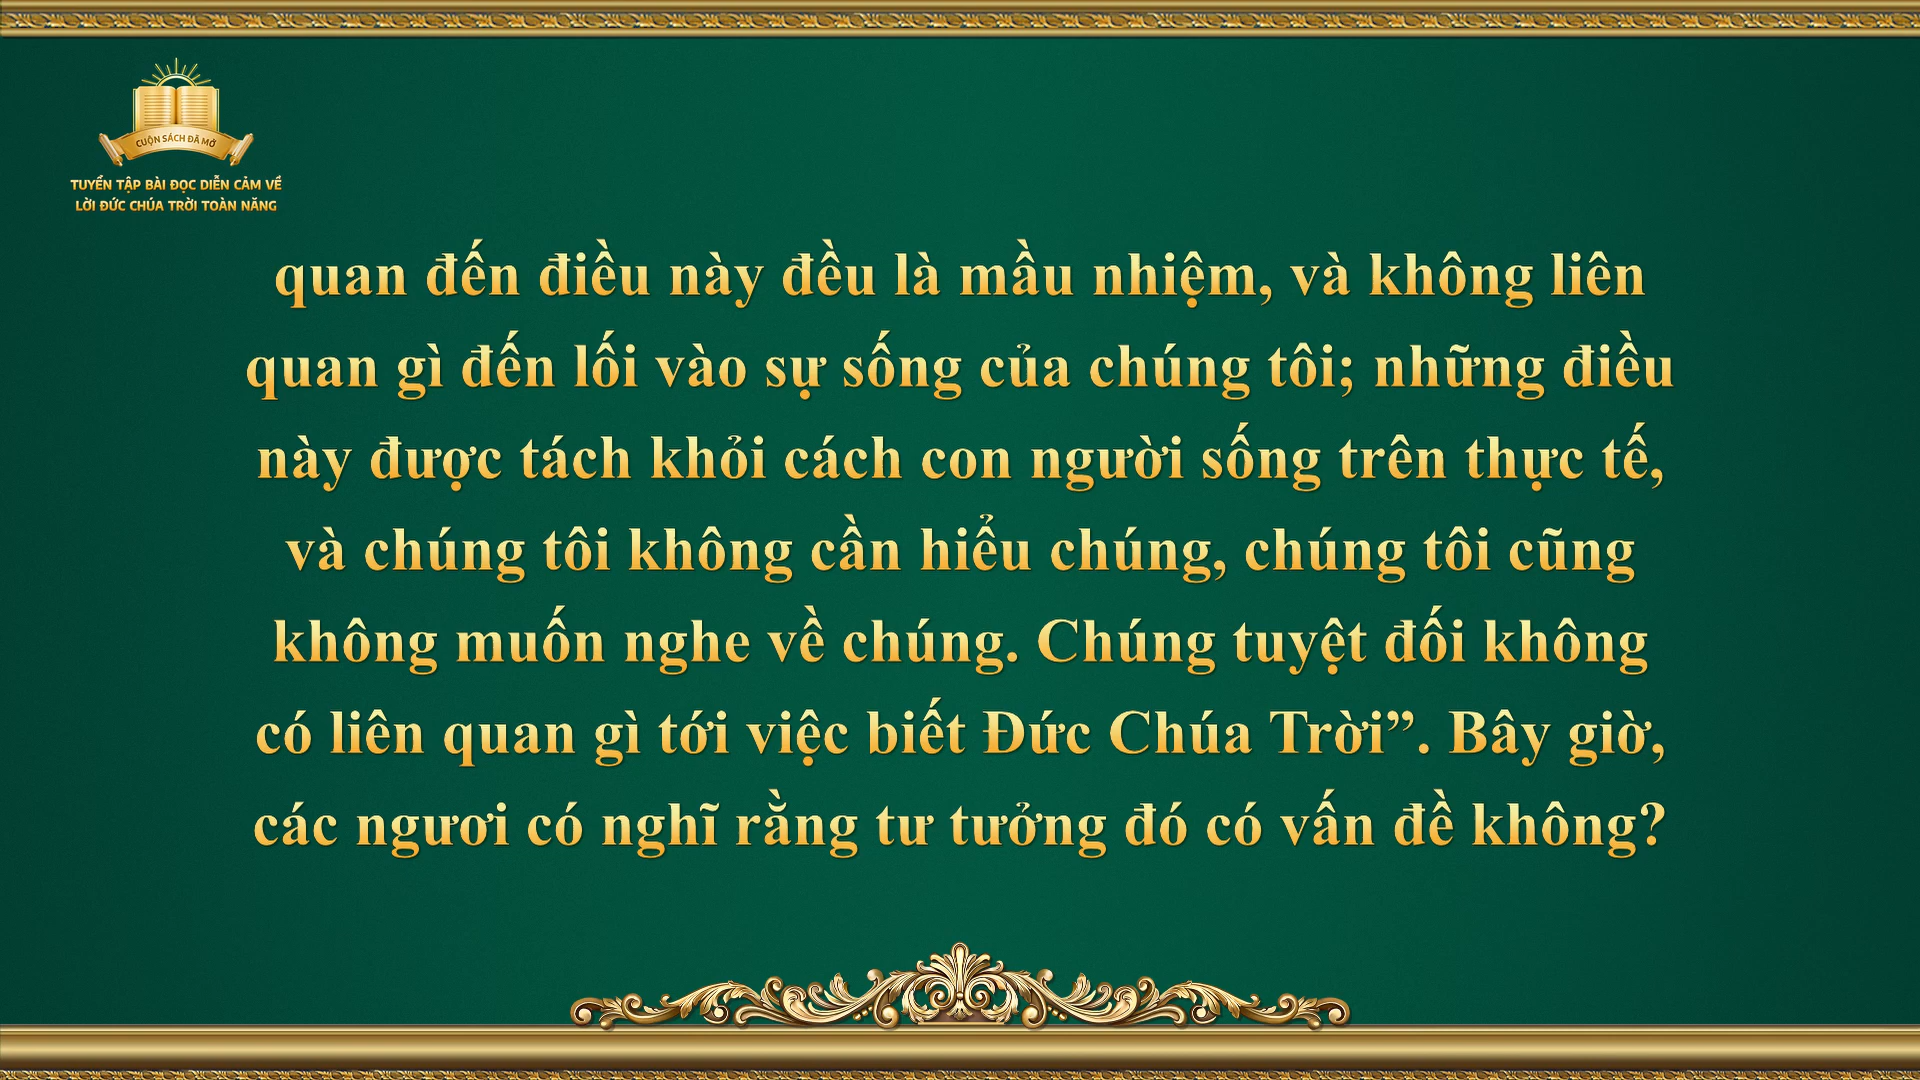 CUỘN SÁCH ĐÃ MỞ
TUYỂN TẬP BÀI ĐỌC DIỄN CẢM VỀ
LỜI ĐỨC CHÚA TRỜI TOÀN NĂNG
quan đến điều này đều là mầu nhiệm, và không liên
quan gì đến lối vào sự sống của chúng tôi; những điều
này được tách khỏi cách con người sống trên thực tế,
và chúng tôi không cần hiểu chúng, chúng tôi cũng
không muốn nghe về chúng. Chúng tuyệt đối không
có liên quan gì tới việc biết Đức Chúa Trời”. Bây giờ,
các ngươi có nghĩ rằng tư tưởng đó có vấn đề không?